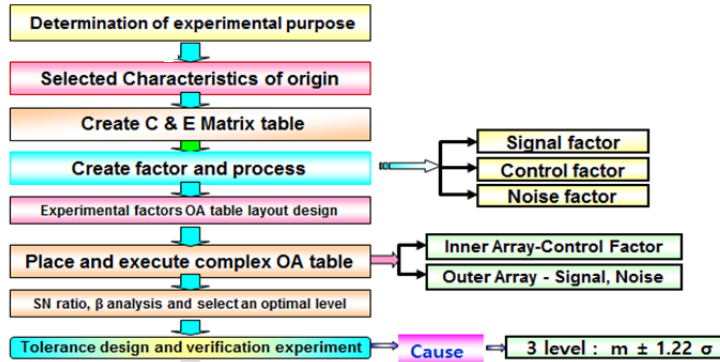 Determination of experimental purpose
Selected Characteristics of origin
Create C & E Matrix table
Create factor and process
Signal factor
Control factor
Noise factor
Experimental factors OA table layout design
Place and execute complex OA table
Inner Array-Control Factor
Outer Array - Signal, Noise
SN ratio, β analysis and select an optimal level
Tolerance design and verification experiment
Cause
3 level : m ± 1.22 σ